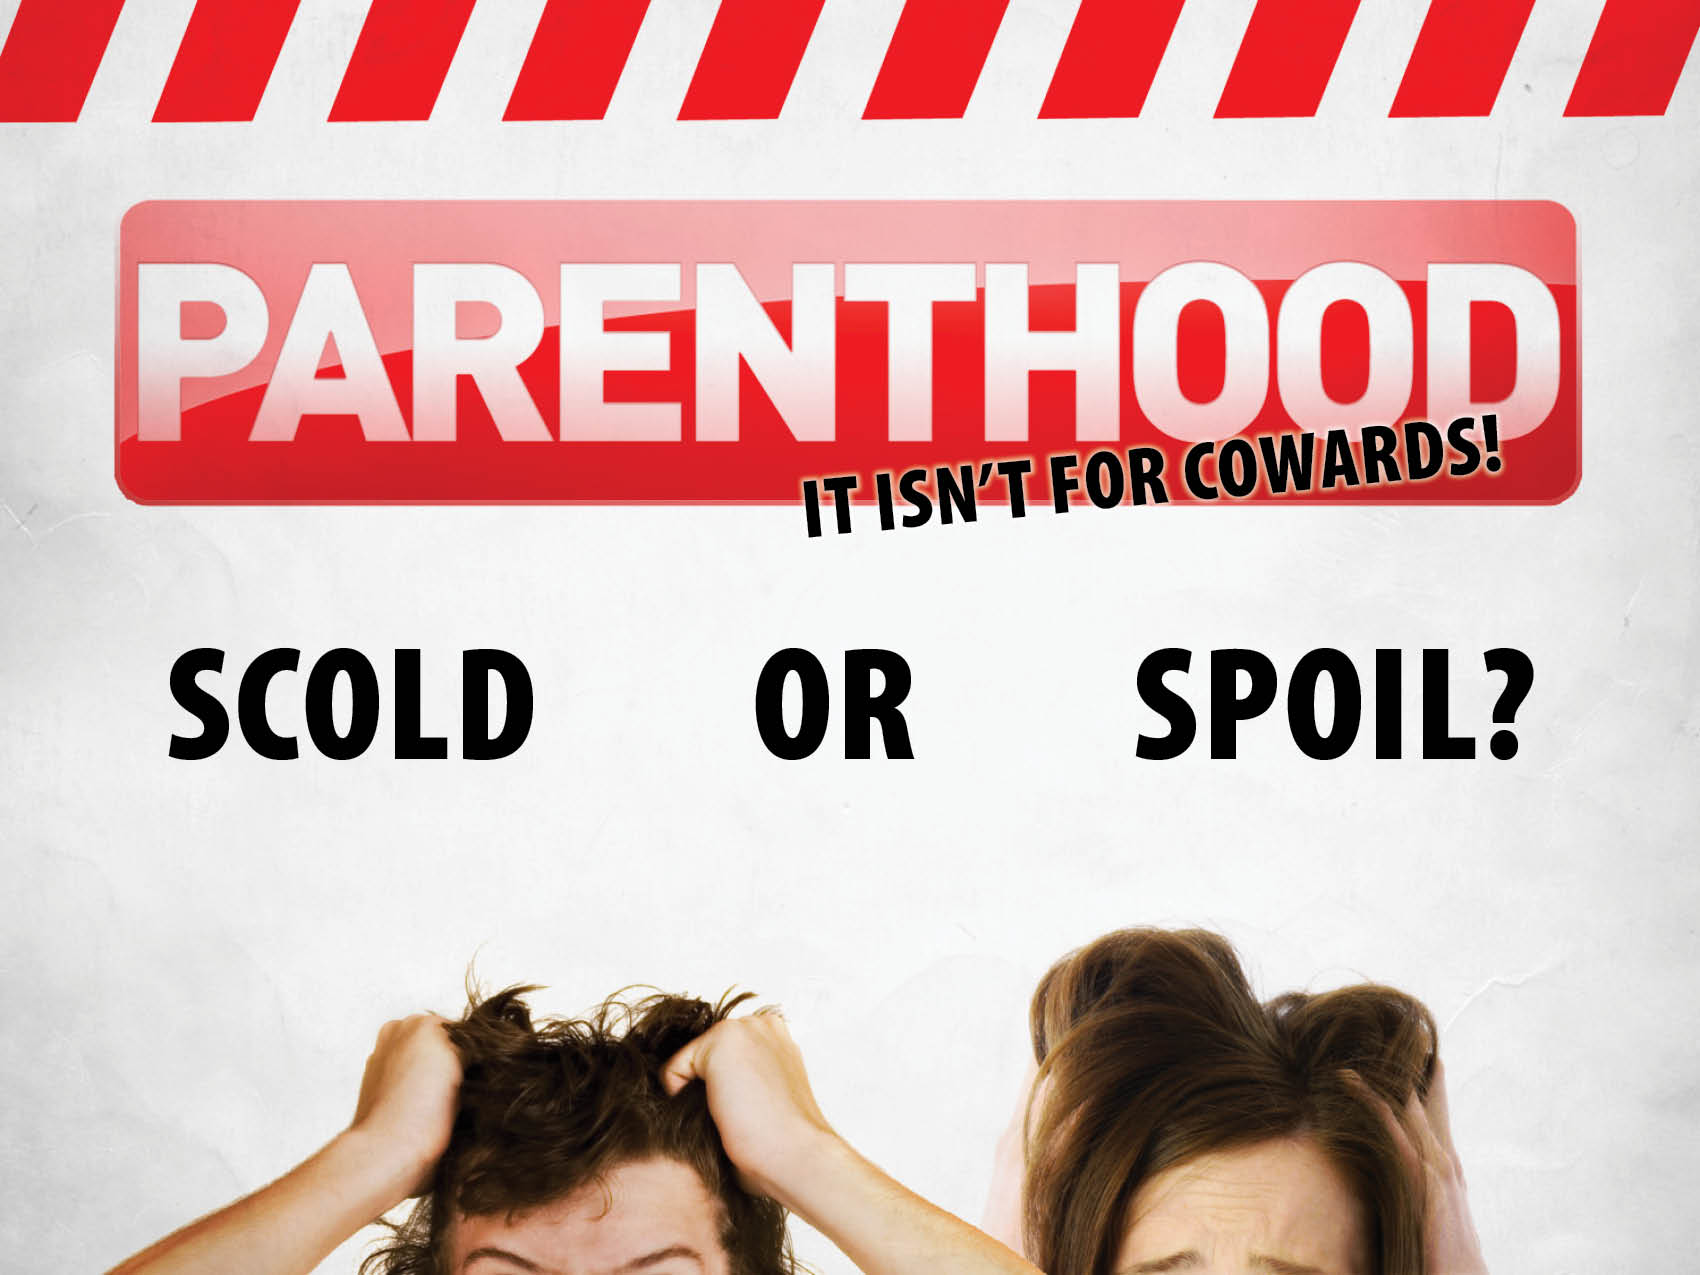 PARENTHOOD
IT ISN'T FOR COWARDS!
SCOLD OR SPOIL?